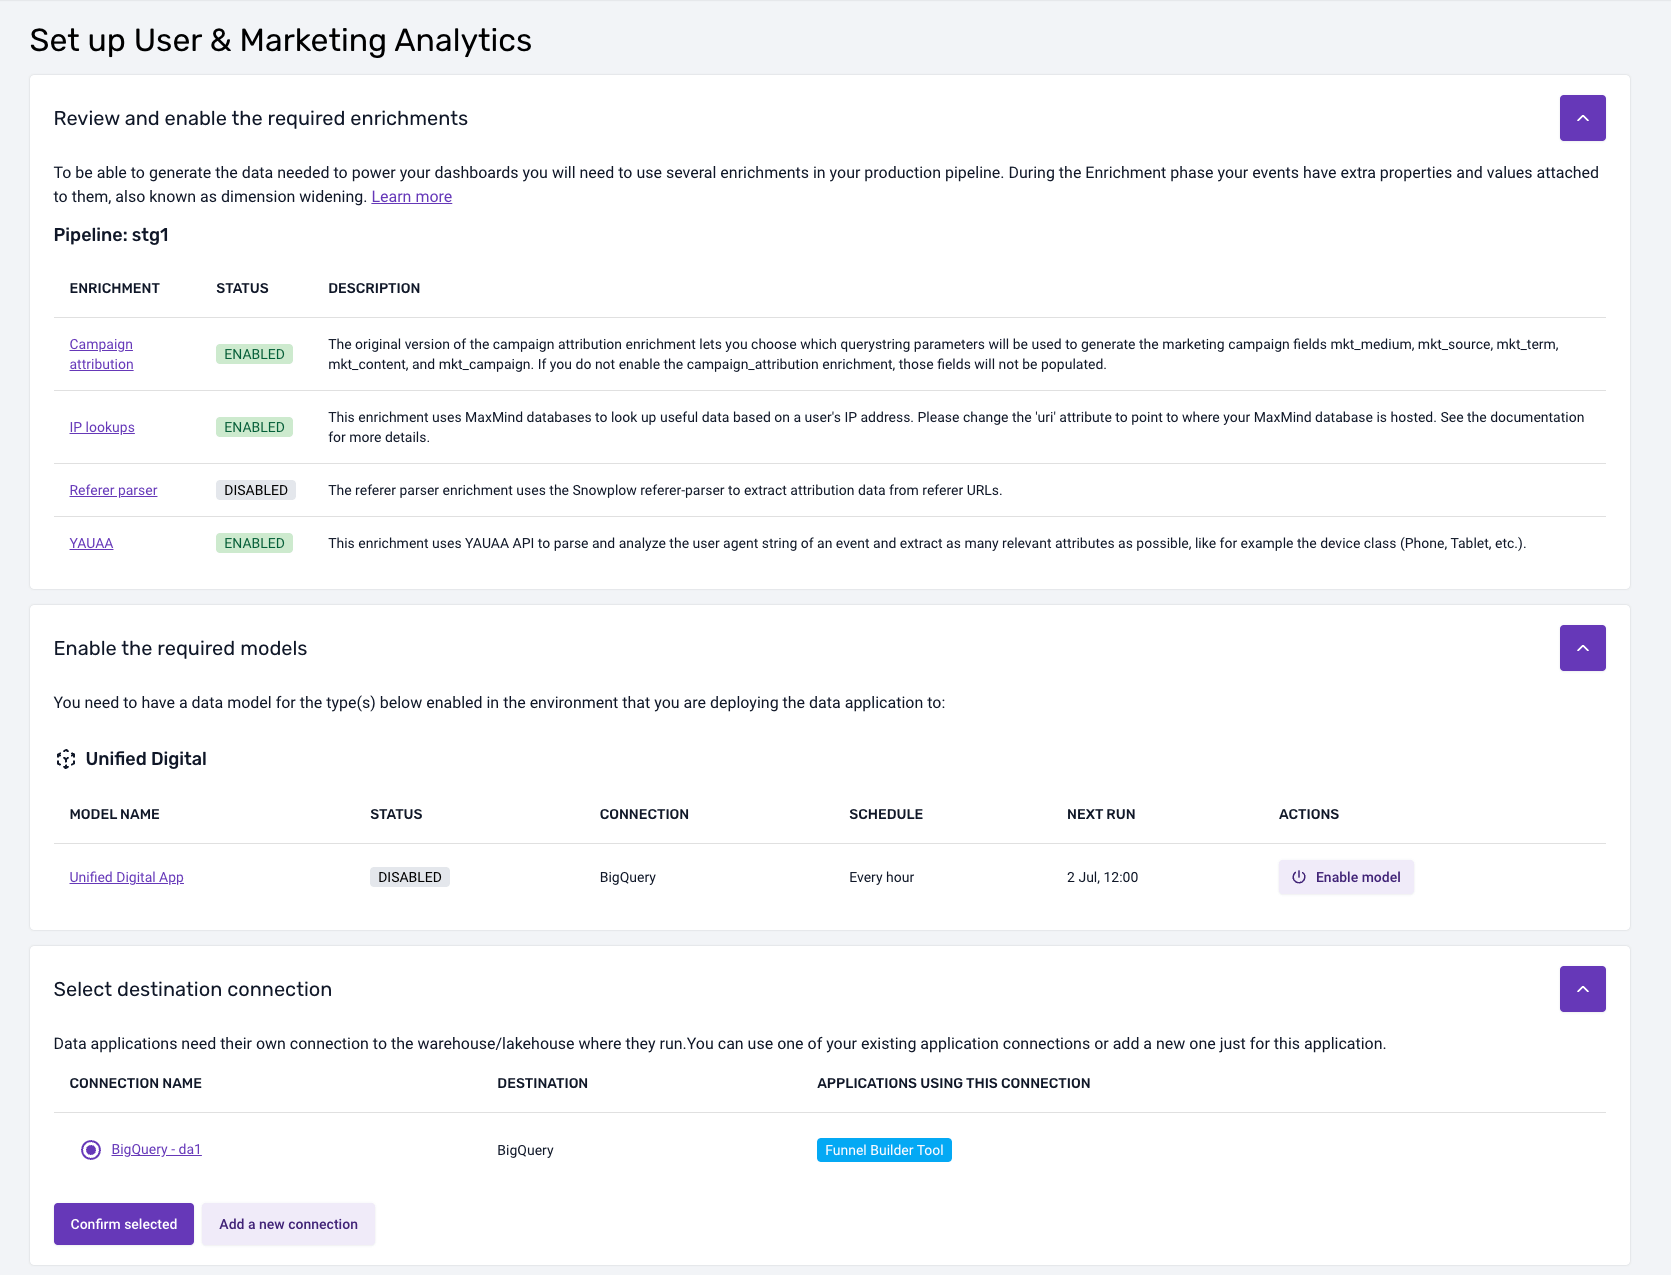 Set up User & Marketing Analytics
Review and enable the required enrichments
To be able to generate the data needed to power your dashboards you will need to use several enrichments in your production pipeline. During the Enrichment phase your events have extra properties and values attached
to them, also known as dimension widening. Learn more
Pipeline: stg1
ENRICHMENT STATUS DESCRIPTION
Campaign attribution ENABLED The original version of the campaign attribution enrichment lets you choose which querystring parameters will be used to generate the marketing campaign fields mkt_medium, mkt_source, mkt_term,
mkt_content, and mkt_campaign. If you do not enable the campaign_attribution enrichment, those fields will not be populated.
IP lookups ENABLED This enrichment uses MaxMind databases to look up useful data based on a user's IP address. Please change the 'uri' attribute to point to where your MaxMind database is hosted. See the documentation
for more details.
Referer parser DISABLED The referer parser enrichment uses the Snowplow referer-parser to extract attribution data from referer URLs.
YAUAA ENABLED This enrichment uses YAUAA API to parse and analyze the user agent string of an event and extract as many relevant attributes as possible, like for example the device class (Phone, Tablet, etc.).
Enable the required models
You need to have a data model for the type(s) below enabled in the environment that you are deploying the data application to:
Unified Digital
MODEL NAME STATUS CONNECTION SCHEDULE NEXT RUN ACTIONS
Unified Digital App DISABLED BigQuery Every hour 2 Jul, 12:00 Enable model
Select destination connection
Data applications need their own connection to the warehouse/lakehouse where they run.You can use one of your existing application connections or add a new one just for this application.
CONNECTION NAME DESTINATION APPLICATIONS USING THIS CONNECTION
BigQuery - da1 BigQuery Funnel Builder Tool
Confirm selected Add a new connection